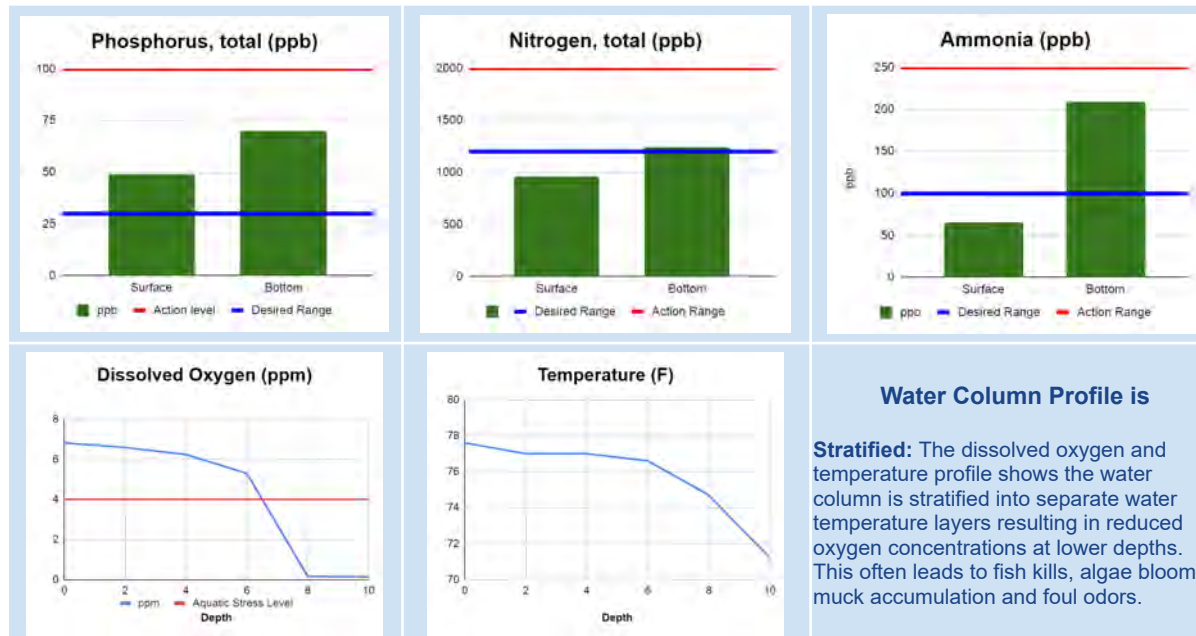 Phosphorus, total (ppb)
100
75
50
25
0
Surface Bottom
ppb Action level Desired Range
Nitrogen, total (ppb)
2000
1500
1000
500
0
Surface Bottom
Desired Range Action Range
Ammonia (ppb)
250
200
150
100
50
0
ppb
Surface Bottom
ppb Desired Range Action Range
Dissolved Oxygen (ppm)
8
6
4
2
0
0 2 4 6 8 10
ppm Aquatic Stress Level
Depth
Temperature (F)
80
78
76
74
72
70
0 2 4 6 8 10
Depth
Water Column Profile is
Stratified: The dissolved oxygen and
temperature profile shows the water
column is stratified into separate water
temperature layers resulting in reduced
oxygen concentrations at lower depths.
This often leads to fish kills, algae bloom
muck accumulation and foul odors.